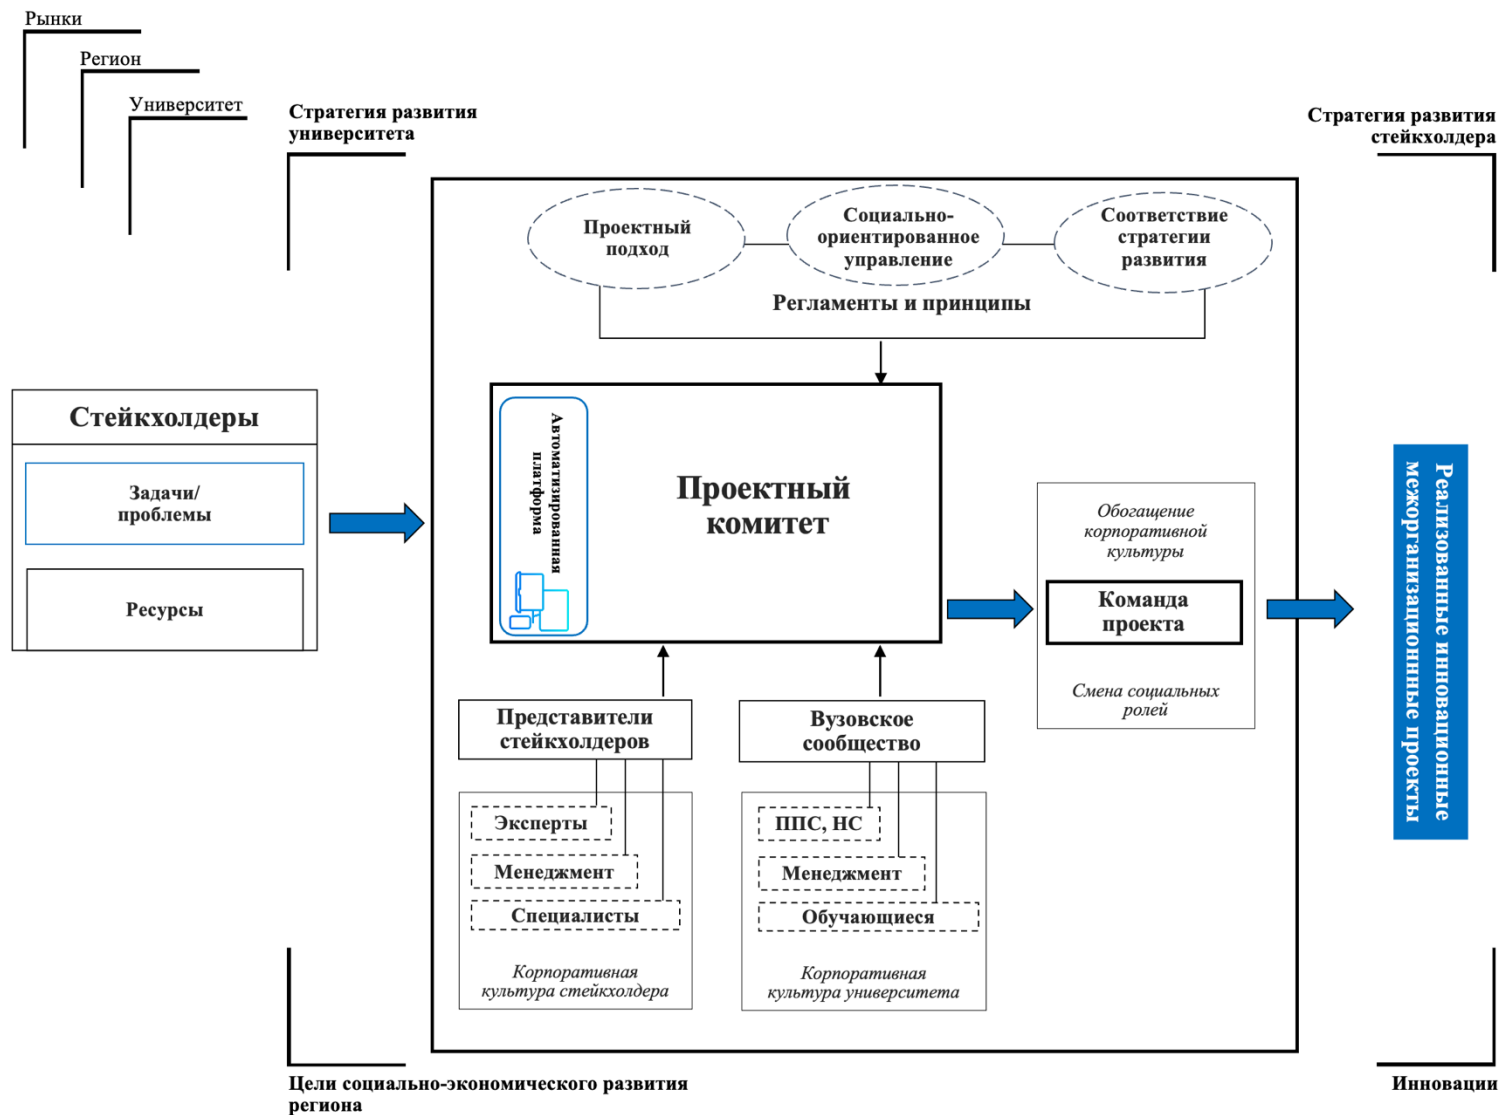 Рынки
Регион
Университет
Стратегия развития
университета
Стратегия развития
стейкхолдера
Проектный
подход
Социально-
ориентированное
управление
Соответствие
стратегии
развития
Регламенты и принципы
Стейкхолдеры
Задачи/
проблемы
Ресурсы
Автоматизированная
платформа
Проектный
комитет
Обогащение
корпоративной
культуры
Команда
проекта
Смена социальных
ролей
Реализованные инновационные
межорганизационнные проекты
Представители
стейкхолдеров
Вузовское
сообщество
Эксперты
Менеджмент
Специалисты
Корпоративная
культура стейкхолдера
ППС, НС
Менеджмент
Обучающиеся
Корпоративная
культура университета
Цели социально-экономического развития
региона
Инновации